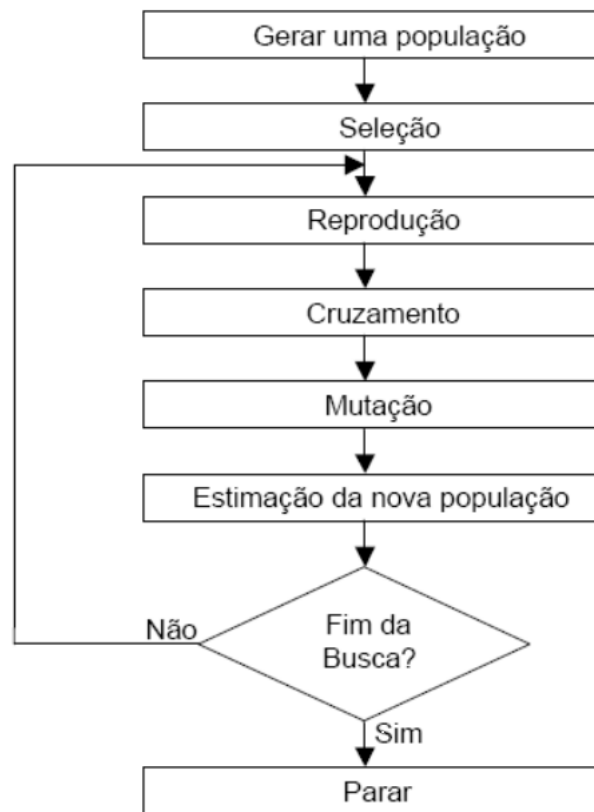 Gerar uma população
Seleção
Reprodução
Cruzamento
Mutação
Estimação da nova população
Fim da
Busca?
Não
Sim
Parar